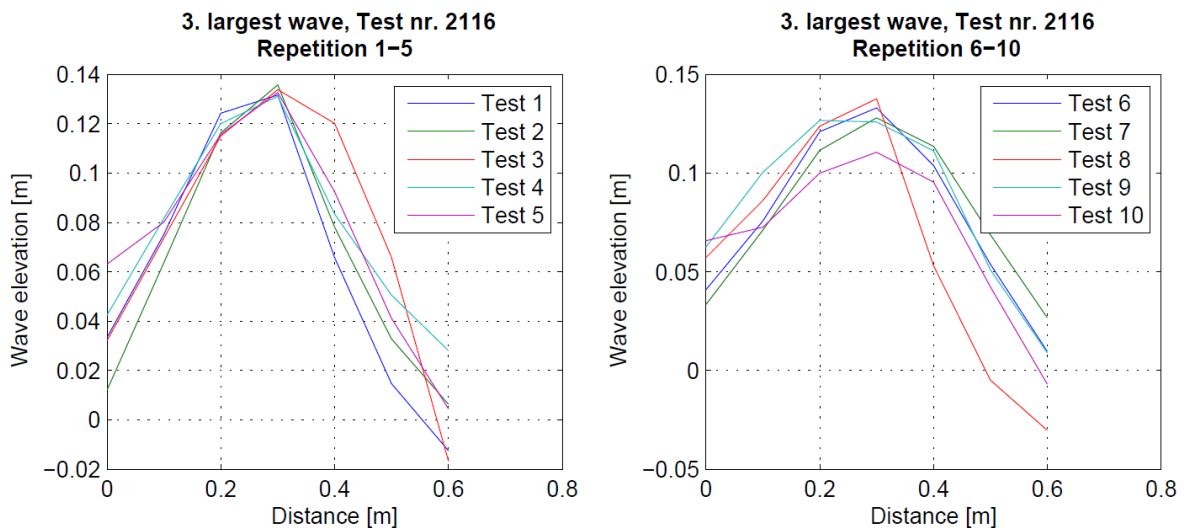 3. largest wave, Test nr. 2116
Repetition 1−5
0.14
0.12
0.1
0.08
0.06
0.04
0.02
0
−0.02
Wave elevation [m]
Test 1
Test 2
Test 3
Test 4
Test 5
0 0.2 0.4 0.6 0.8
Distance [m]
3. largest wave, Test nr. 2116
Repetition 6−10
0.15
0.1
0.05
0
−0.05
Wave elevation [m]
Test 6
Test 7
Test 8
Test 9
Test 10
0 0.2 0.4 0.6 0.8
Distance [m]